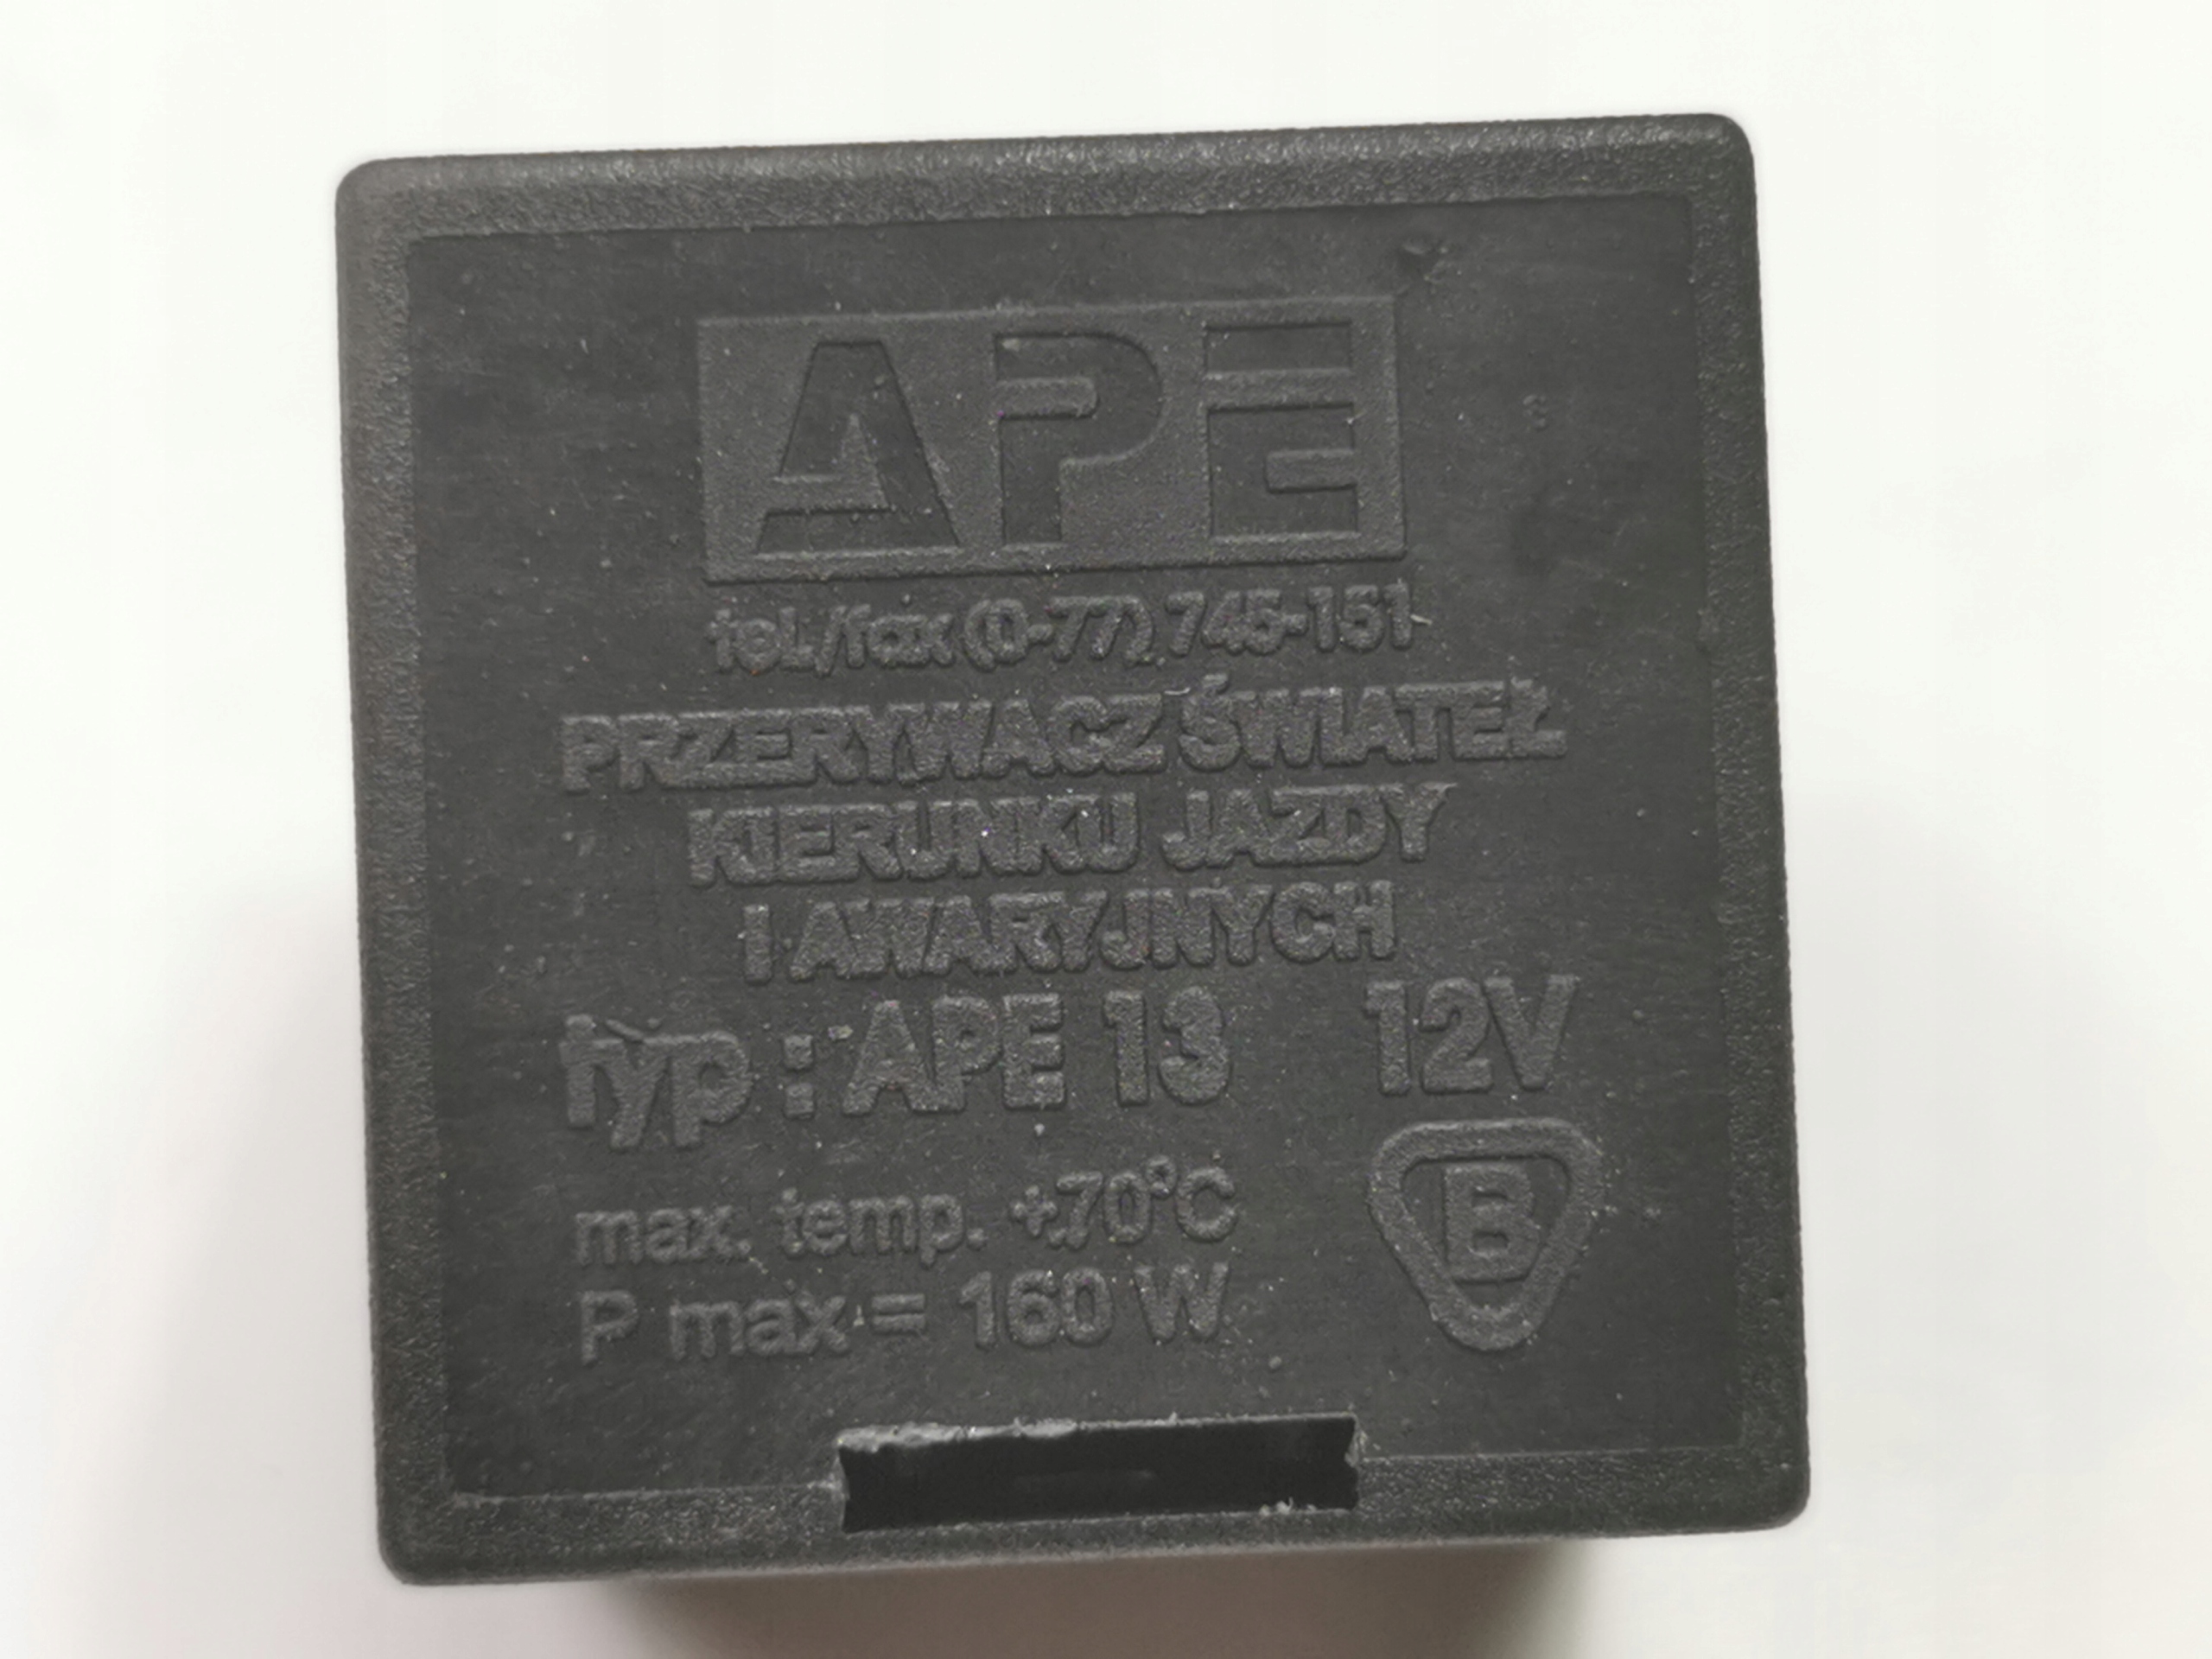 APE
tel./fax (0-77) 745-151
PRZERYWACZ ŚWIATEŁ
KIERUNKU JAZDY
I AWARYJNYCH
typ : APE 13 12V
B
max. temp. +70°C
P max = 160 W